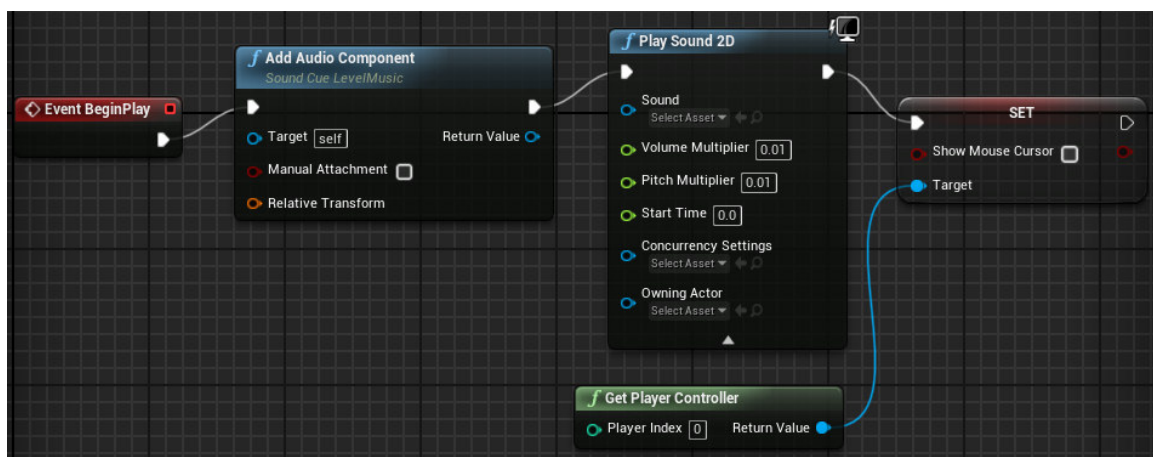 Event BeginPlay
Add Audio Component
Sound Cue LevelMusic
Target self
Return Value
Manual Attachment
Relative Transform
Play Sound 2D
Sound
Select Asset
Volume Multiplier 0.01
Pitch Multiplier 0.01
Start Time 0.0
Concurrency Settings
Select Asset
Owning Actor
Select Asset
SET
Show Mouse Cursor
Target
Get Player Controller
Player Index 0
Return Value